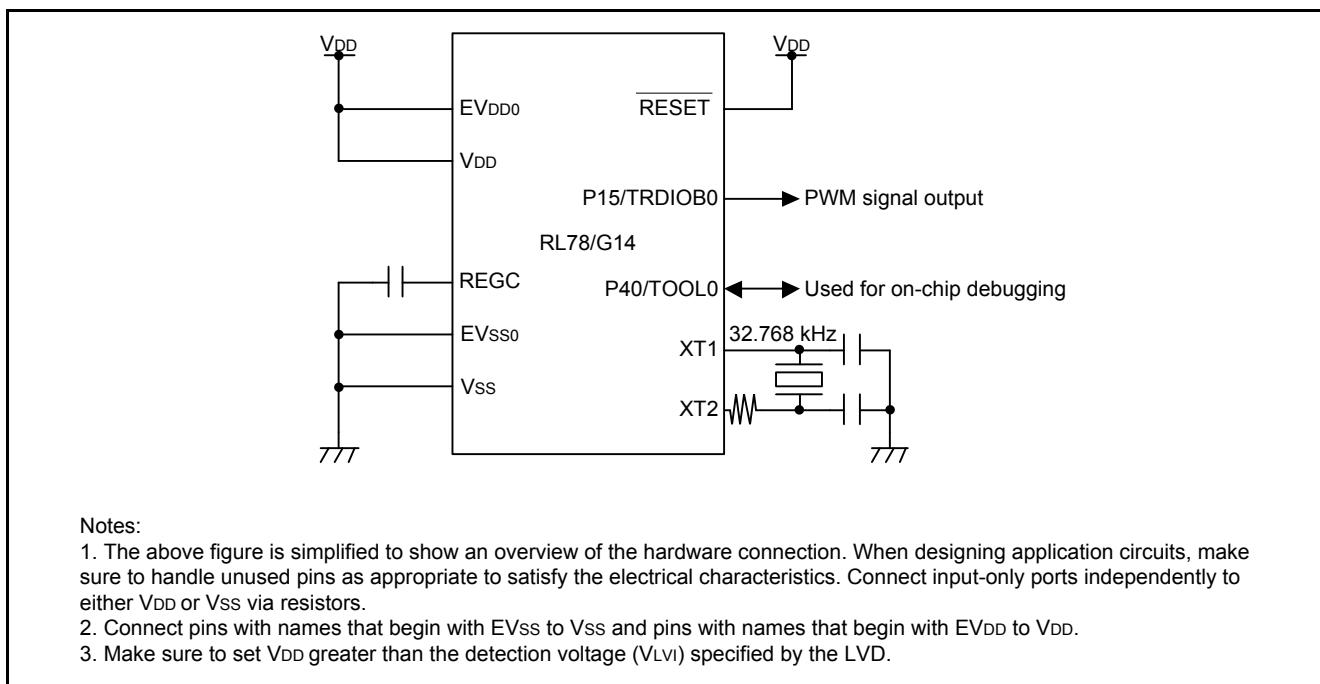 VDD
VDD
EVDD0
RESET
VDD
P15/TRDIOB0
PWM signal output
RL78/G14
REGC
P40/TOOL0
Used for on-chip debugging
EVSS0
XT1
32.768 kHz
VSS
XT2
Notes:
1. The above figure is simplified to show an overview of the hardware connection. When designing application circuits, make
sure to handle unused pins as appropriate to satisfy the electrical characteristics. Connect input-only ports independently to
either VDD or VSS via resistors.
2. Connect pins with names that begin with EVSS to VSS and pins with names that begin with EVDD to VDD.
3. Make sure to set VDD greater than the detection voltage (VLVI) specified by the LVD.